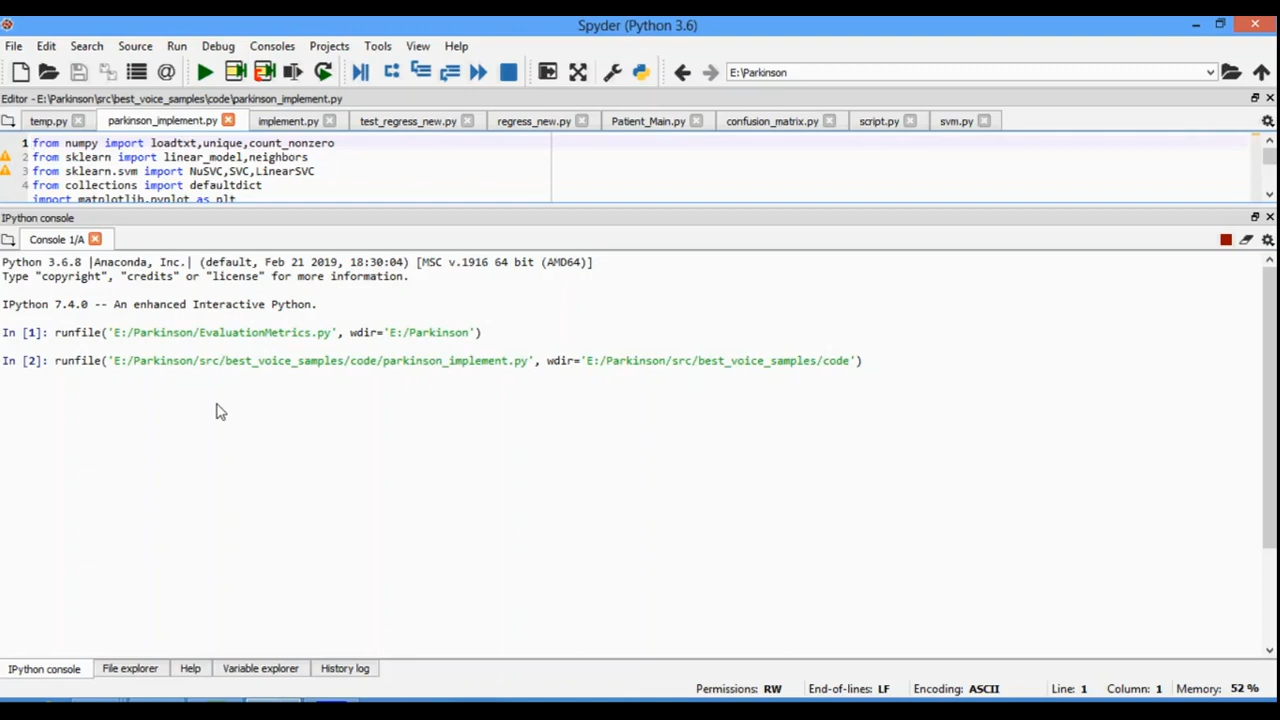 Spyder (Python 3.6)
File Edit Search Source Run Debug Consoles Projects Tools View Help
E:\Parkinson
Editor - E:\Parkinson\src\best_voice_samples\code\parkinson_implement.py
temp.py parkinson_implement.py implement.py test_regress_new.py regress_new.py Patient_Main.py confusion_matrix.py script.py svm.py
1 from numpy import loadtxt,unique,count_nonzero
2 from sklearn import linear_model,neighbors
3 from sklearn.svm import NuSVC,SVC,LinearSVC
4 from collections import defaultdict
import matplotlib.pyplot as plt
IPython console
Console 1/A
Python 3.6.8 |Anaconda, Inc.| (default, Feb 21 2019, 18:30:04) [MSC v.1916 64 bit (AMD64)]
Type "copyright", "credits" or "license" for more information.
IPython 7.4.0 -- An enhanced Interactive Python.
In [1]: runfile('E:/Parkinson/EvaluationMetrics.py', wdir='E:/Parkinson')
In [2]: runfile('E:/Parkinson/src/best_voice_samples/code/parkinson_implement.py', wdir='E:/Parkinson/src/best_voice_samples/code')
IPython console File explorer Help Variable explorer History log
Permissions: RW End-of-lines: LF Encoding: ASCII Line: 1 Column: 1 Memory: 52 %